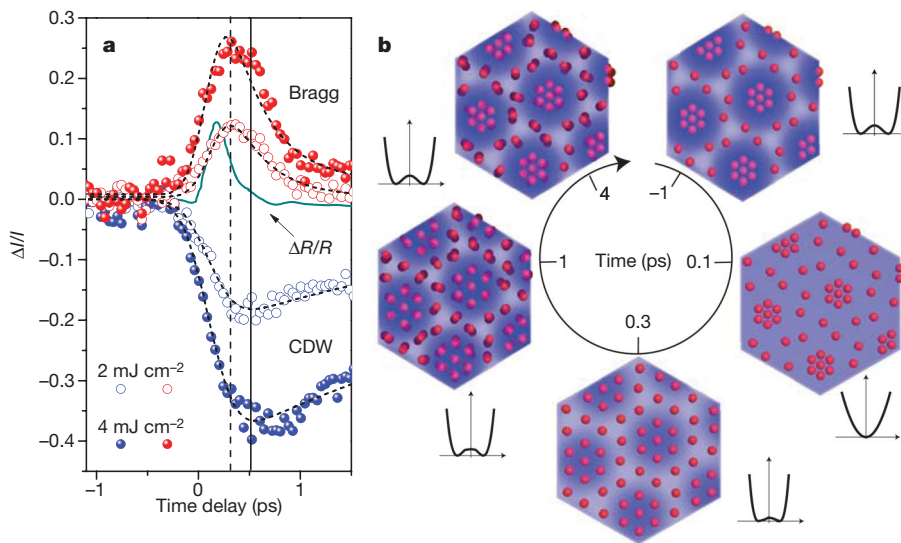 a
0.3
0.2
0.1
0.0
−0.1
−0.2
−0.3
−0.4
ΔI/I
Bragg
ΔR/R
CDW
2 mJ cm⁻²
4 mJ cm⁻²
−1
0
1
Time delay (ps)
b
4
−1
1
Time (ps)
0.1
0.3